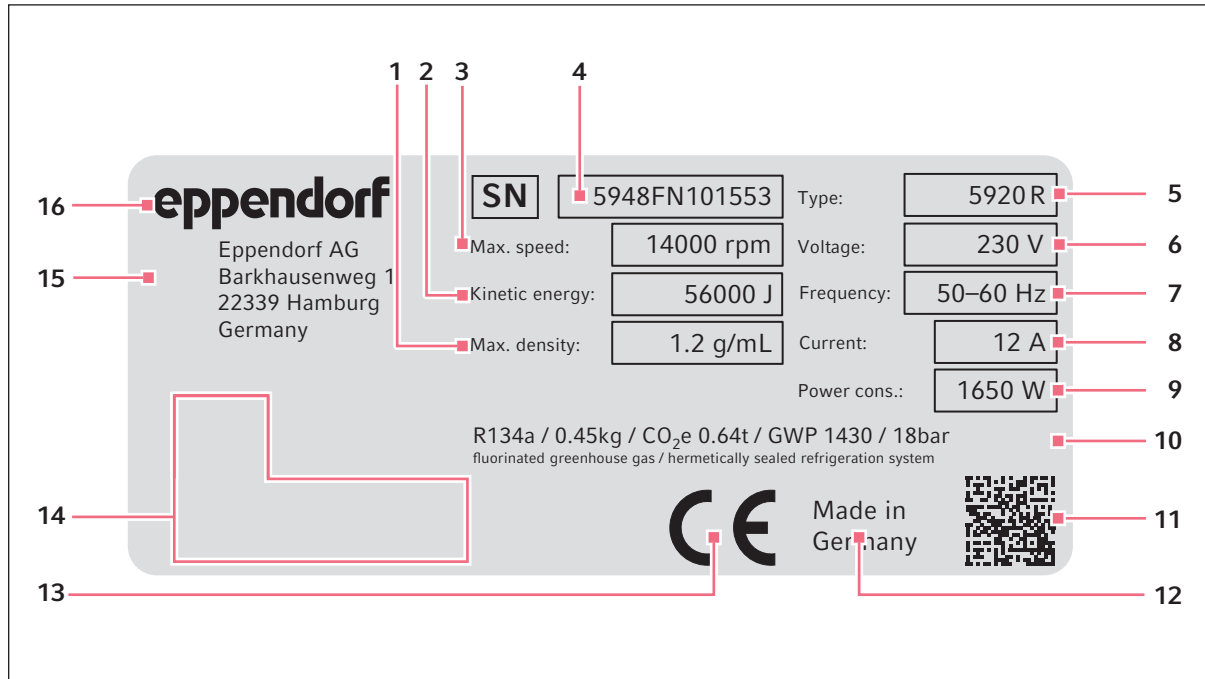 1 2 3 4
eppendorf
SN 5948FN101553 Type: 5920 R 5
16
Max. speed: 14000 rpm Voltage: 230 V 6
Eppendorf AG
Barkhausenweg 1
22339 Hamburg
Germany
15
Kinetic energy: 56000 J Frequency: 50–60 Hz 7
Max. density: 1.2 g/mL Current: 12 A 8
Power cons.: 1650 W 9
R134a / 0.45kg / CO₂e 0.64t / GWP 1430 / 18bar 10
fluorinated greenhouse gas / hermetically sealed refrigeration system
14
CE Made in
Germany
11
13 12